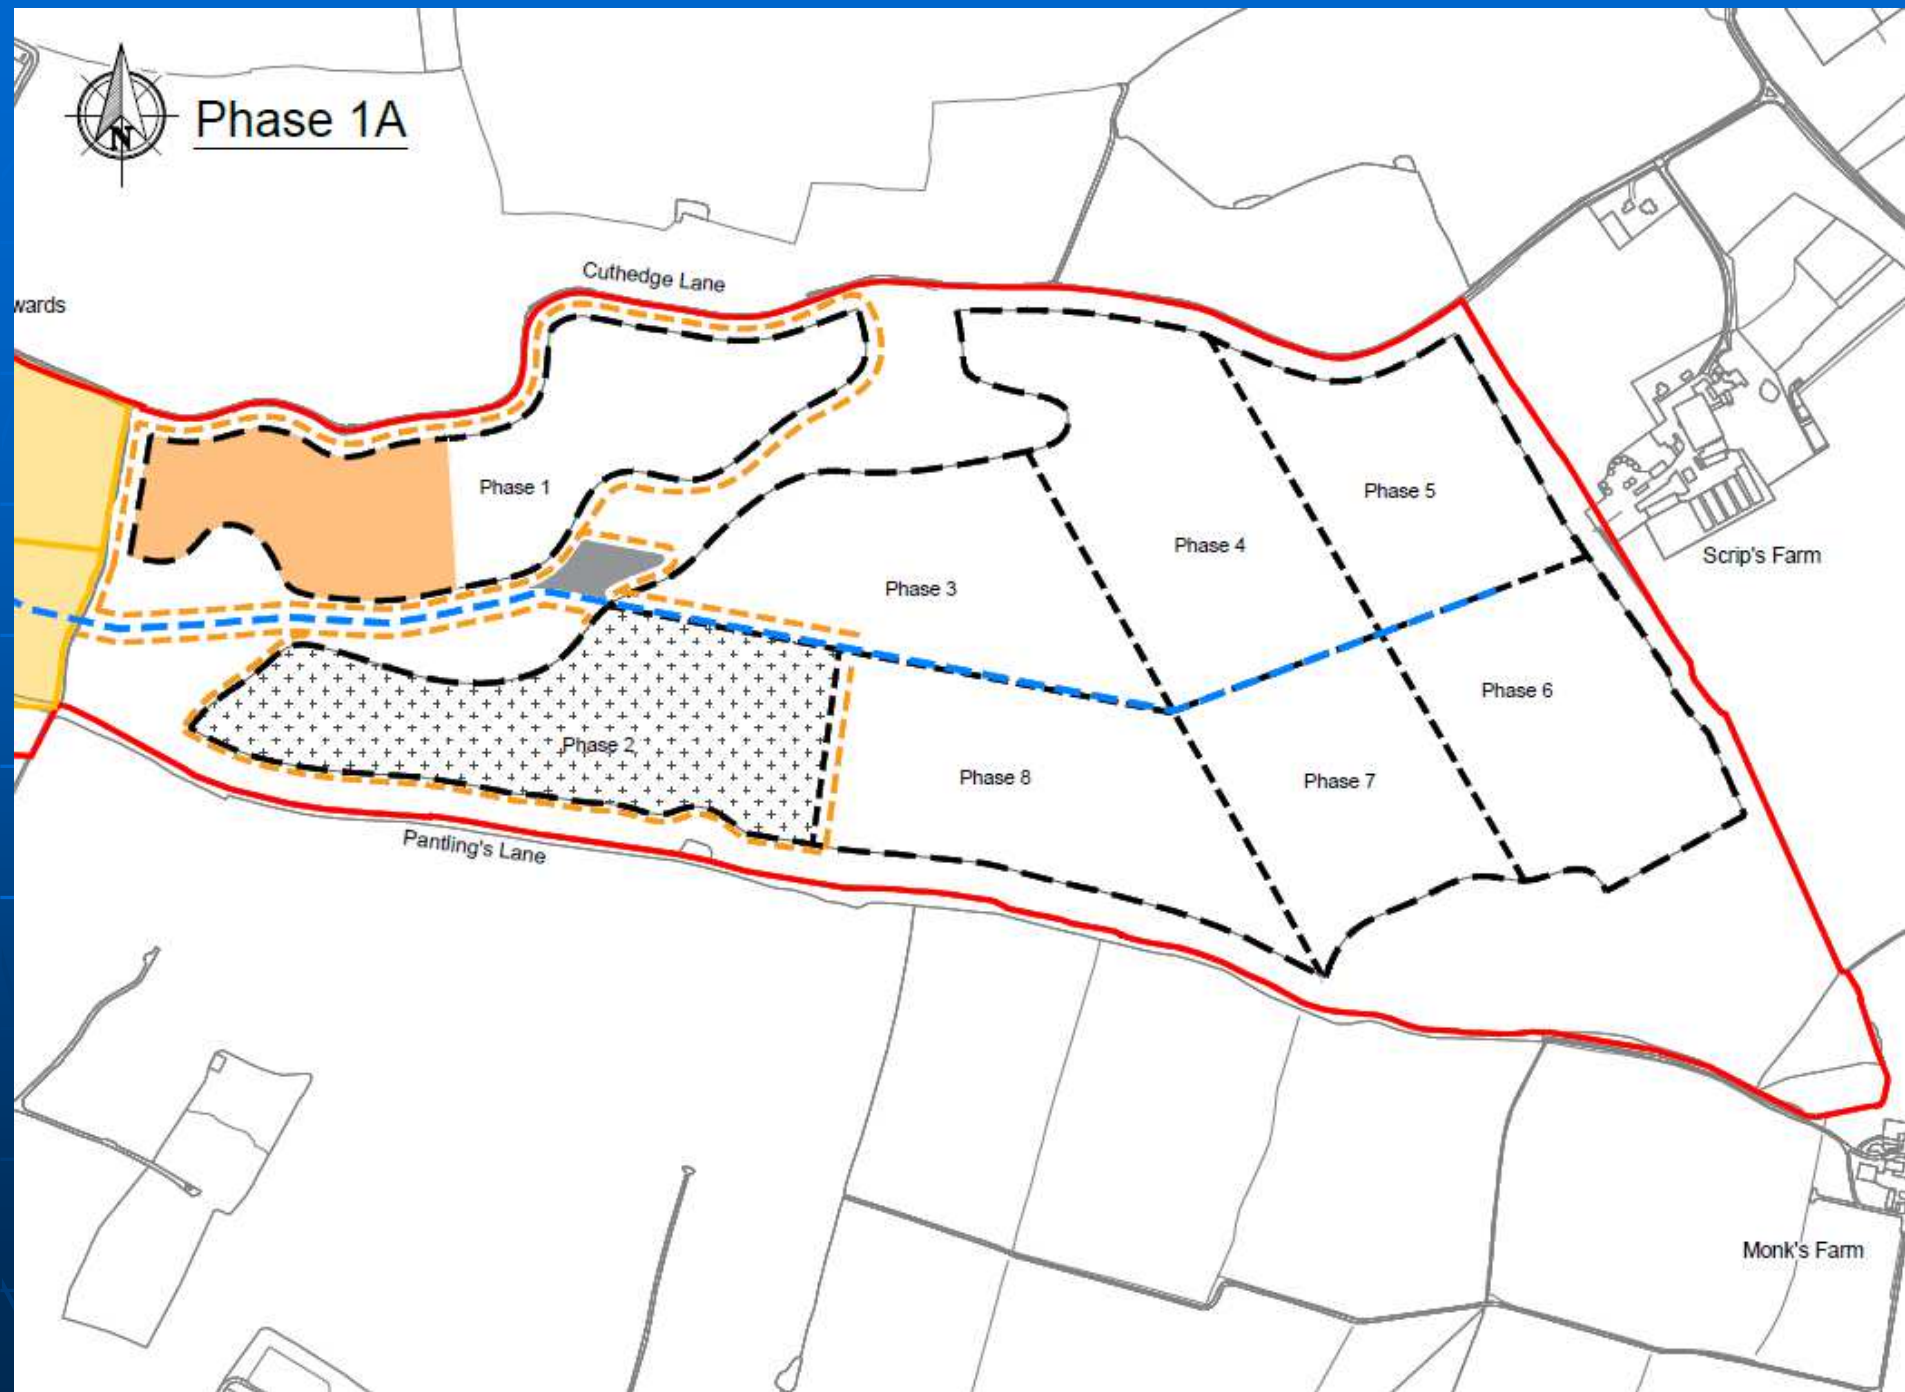 Phase 1A
N
Cuthedge Lane
wards
Phase 1
Phase 5
Phase 4
Scrip's Farm
Phase 3
Phase 6
Phase 2
Phase 8
Phase 7
Pantling's Lane
Monk's Farm